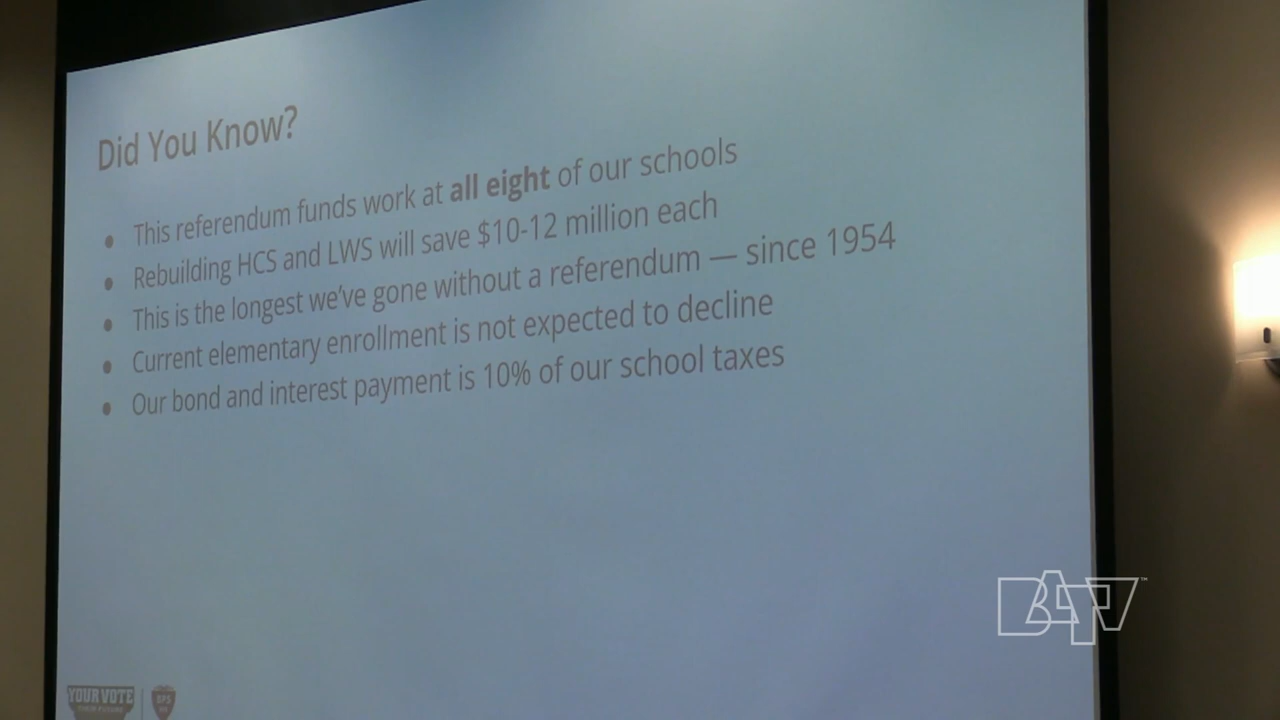 Did You Know?
• This referendum funds work at all eight of our schools
• Rebuilding HCS and LWS will save $10-12 million each
• This is the longest we've gone without a referendum — since 1954
• Current elementary enrollment is not expected to decline
• Our bond and interest payment is 10% of our school taxes
BATV™
YOUR VOTE